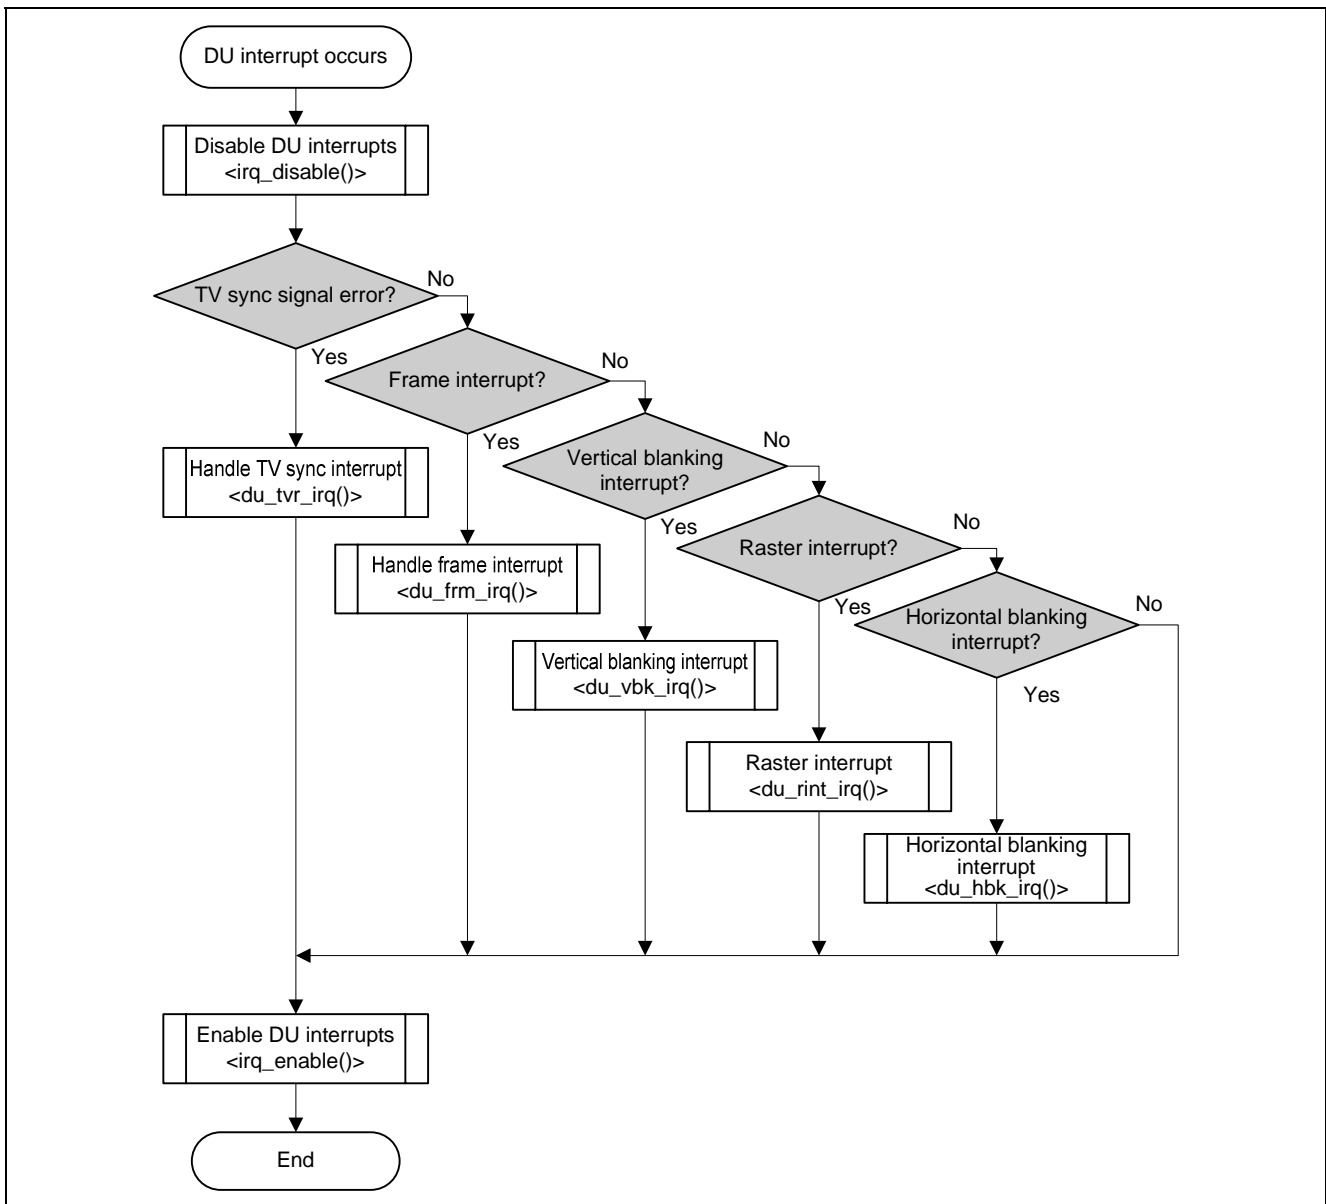 DU interrupt occurs
Disable DU interrupts
<irq_disable()>
TV sync signal error?
No
Yes
Frame interrupt?
No
Yes
Handle TV sync interrupt
<du_tvr_irq()>
Vertical blanking
interrupt?
No
Yes
Handle frame interrupt
<du_frm_irq()>
Raster interrupt?
No
Yes
Vertical blanking interrupt
<du_vbk_irq()>
Horizontal blanking
interrupt?
No
Yes
Raster interrupt
<du_rint_irq()>
Horizontal blanking
interrupt
<du_hbk_irq()>
Enable DU interrupts
<irq_enable()>
End